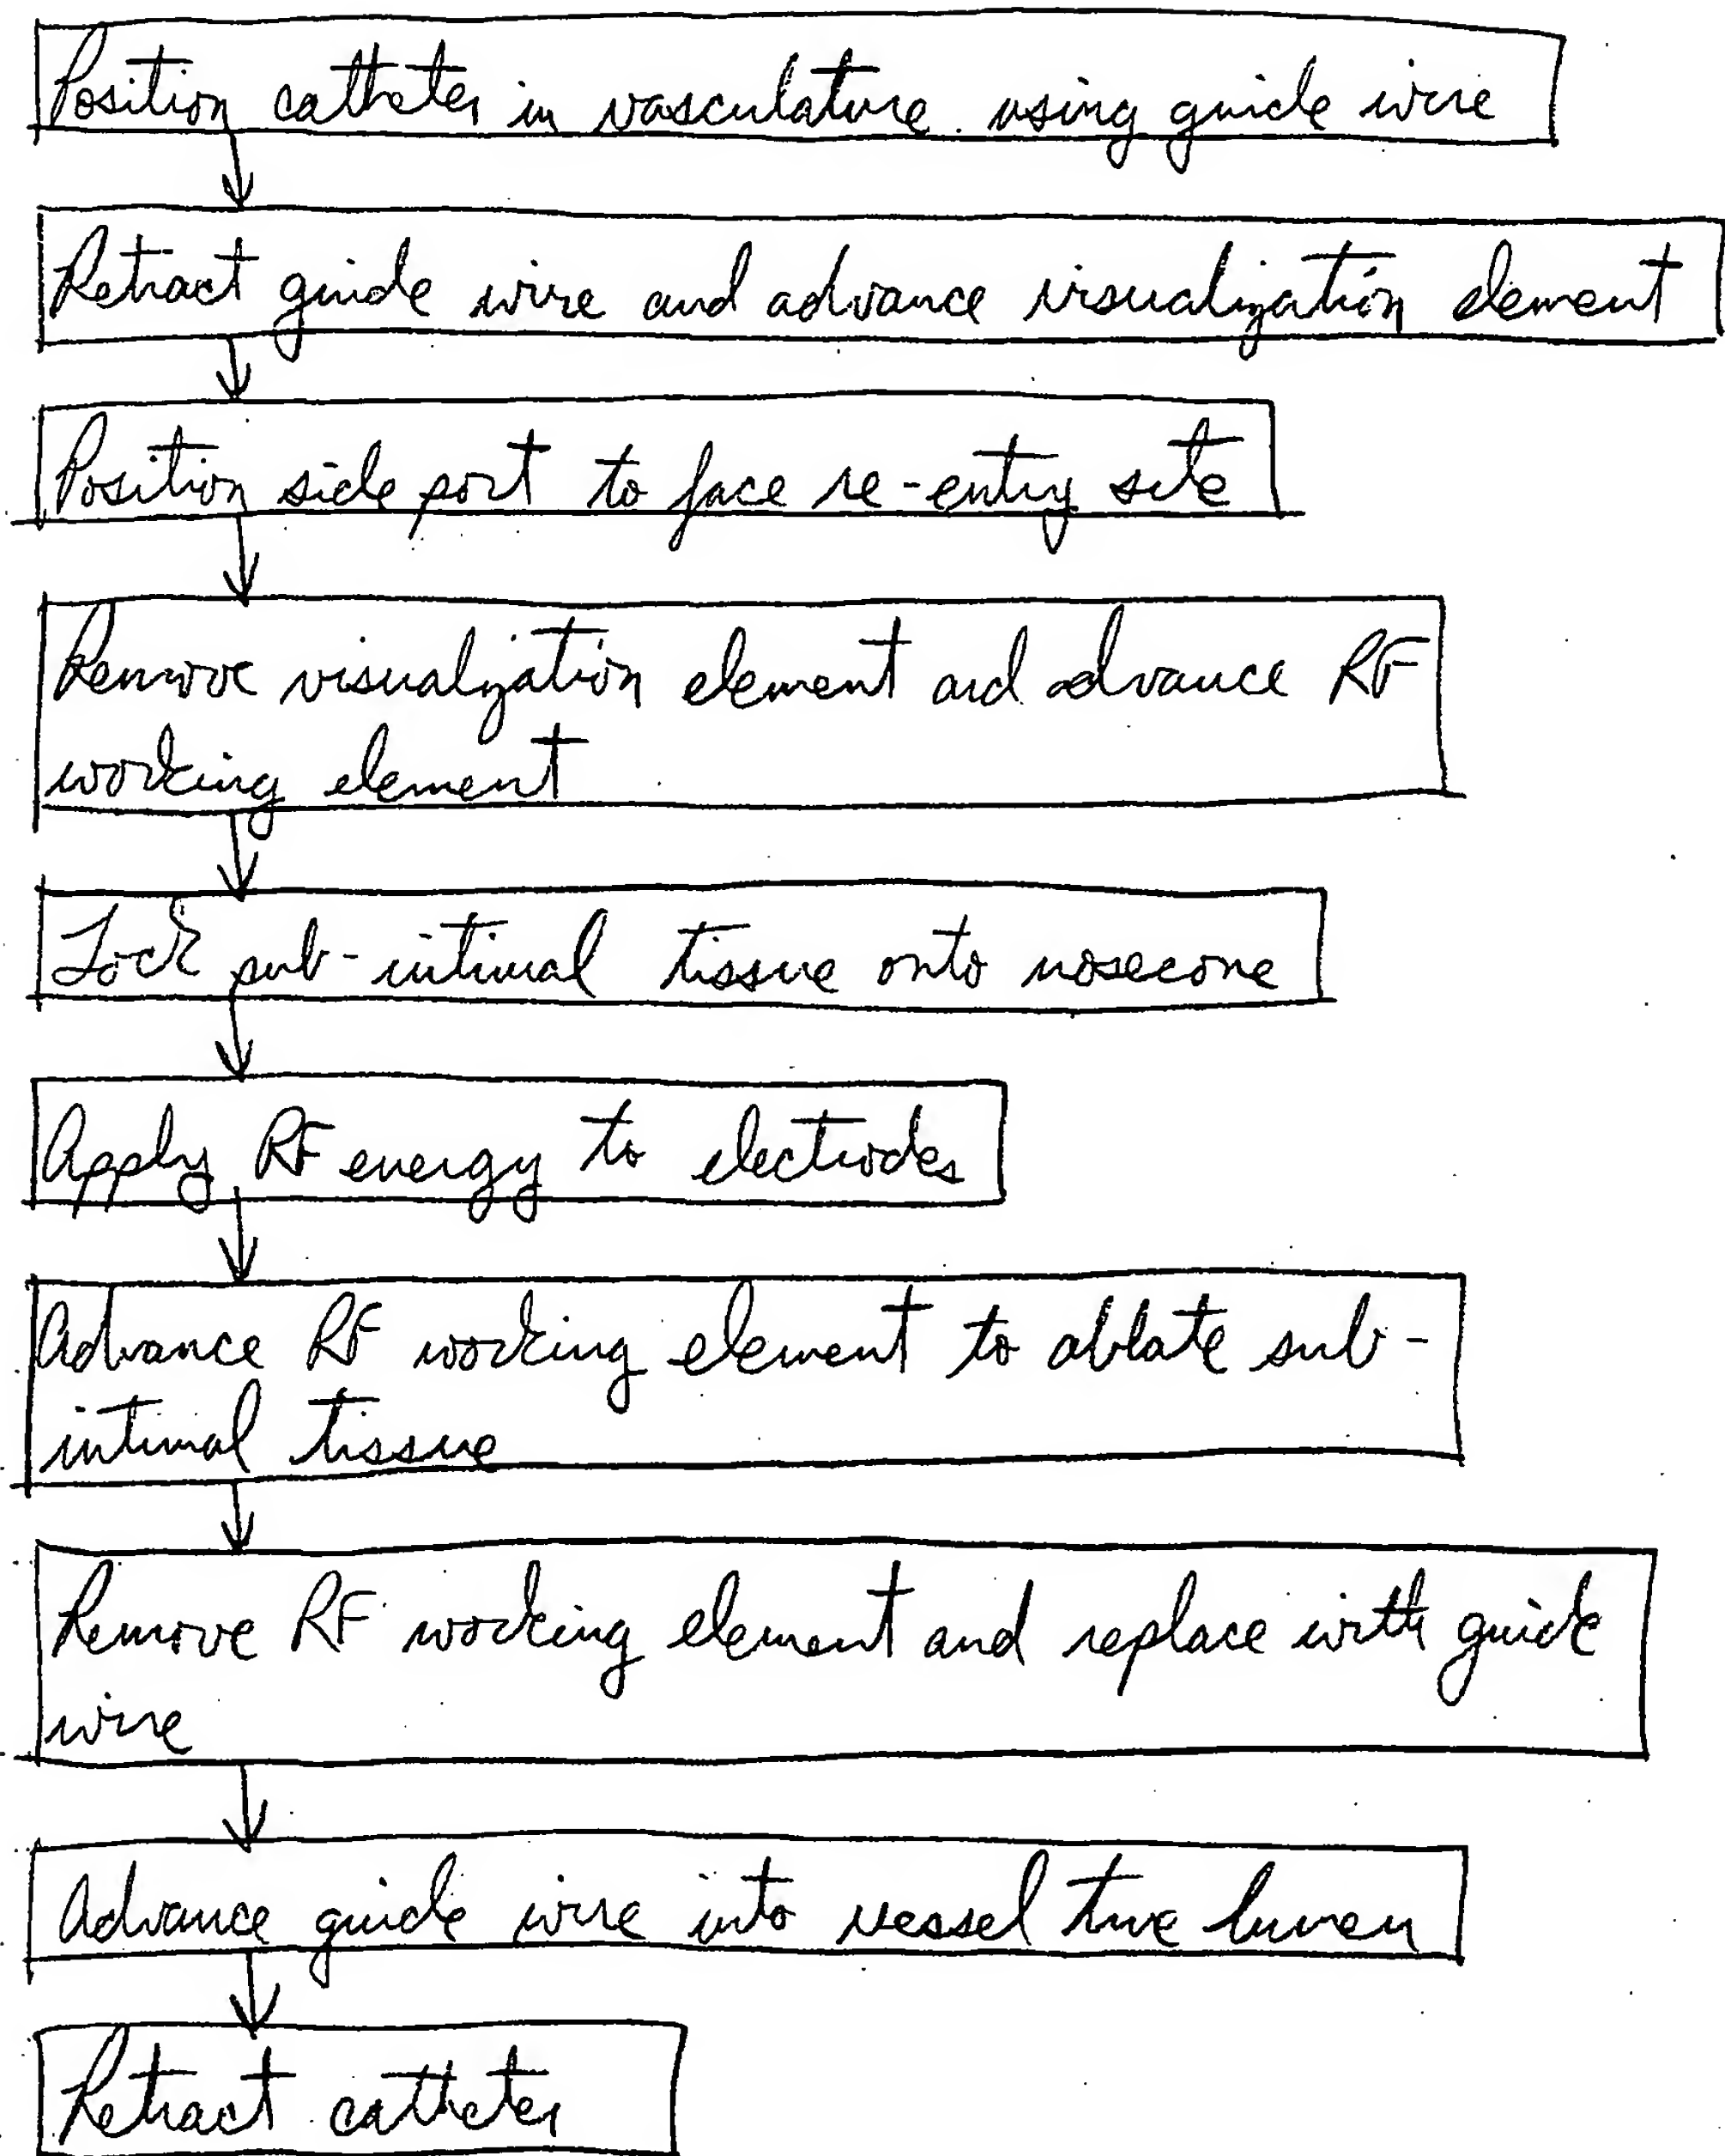 Position catheter in vasculature using guide wire
Retract guide wire and advance visualization element
Position side port to face re-entry site
Remove visualization element and advance RF
working element
Lock sub-intimal tissue onto nosecone
Apply RF energy to electrodes
Advance RF working element to ablate sub-
intimal tissue
Remove RF working element and replace with guide
wire
Advance guide wire into vessel true lumen
Retract catheter